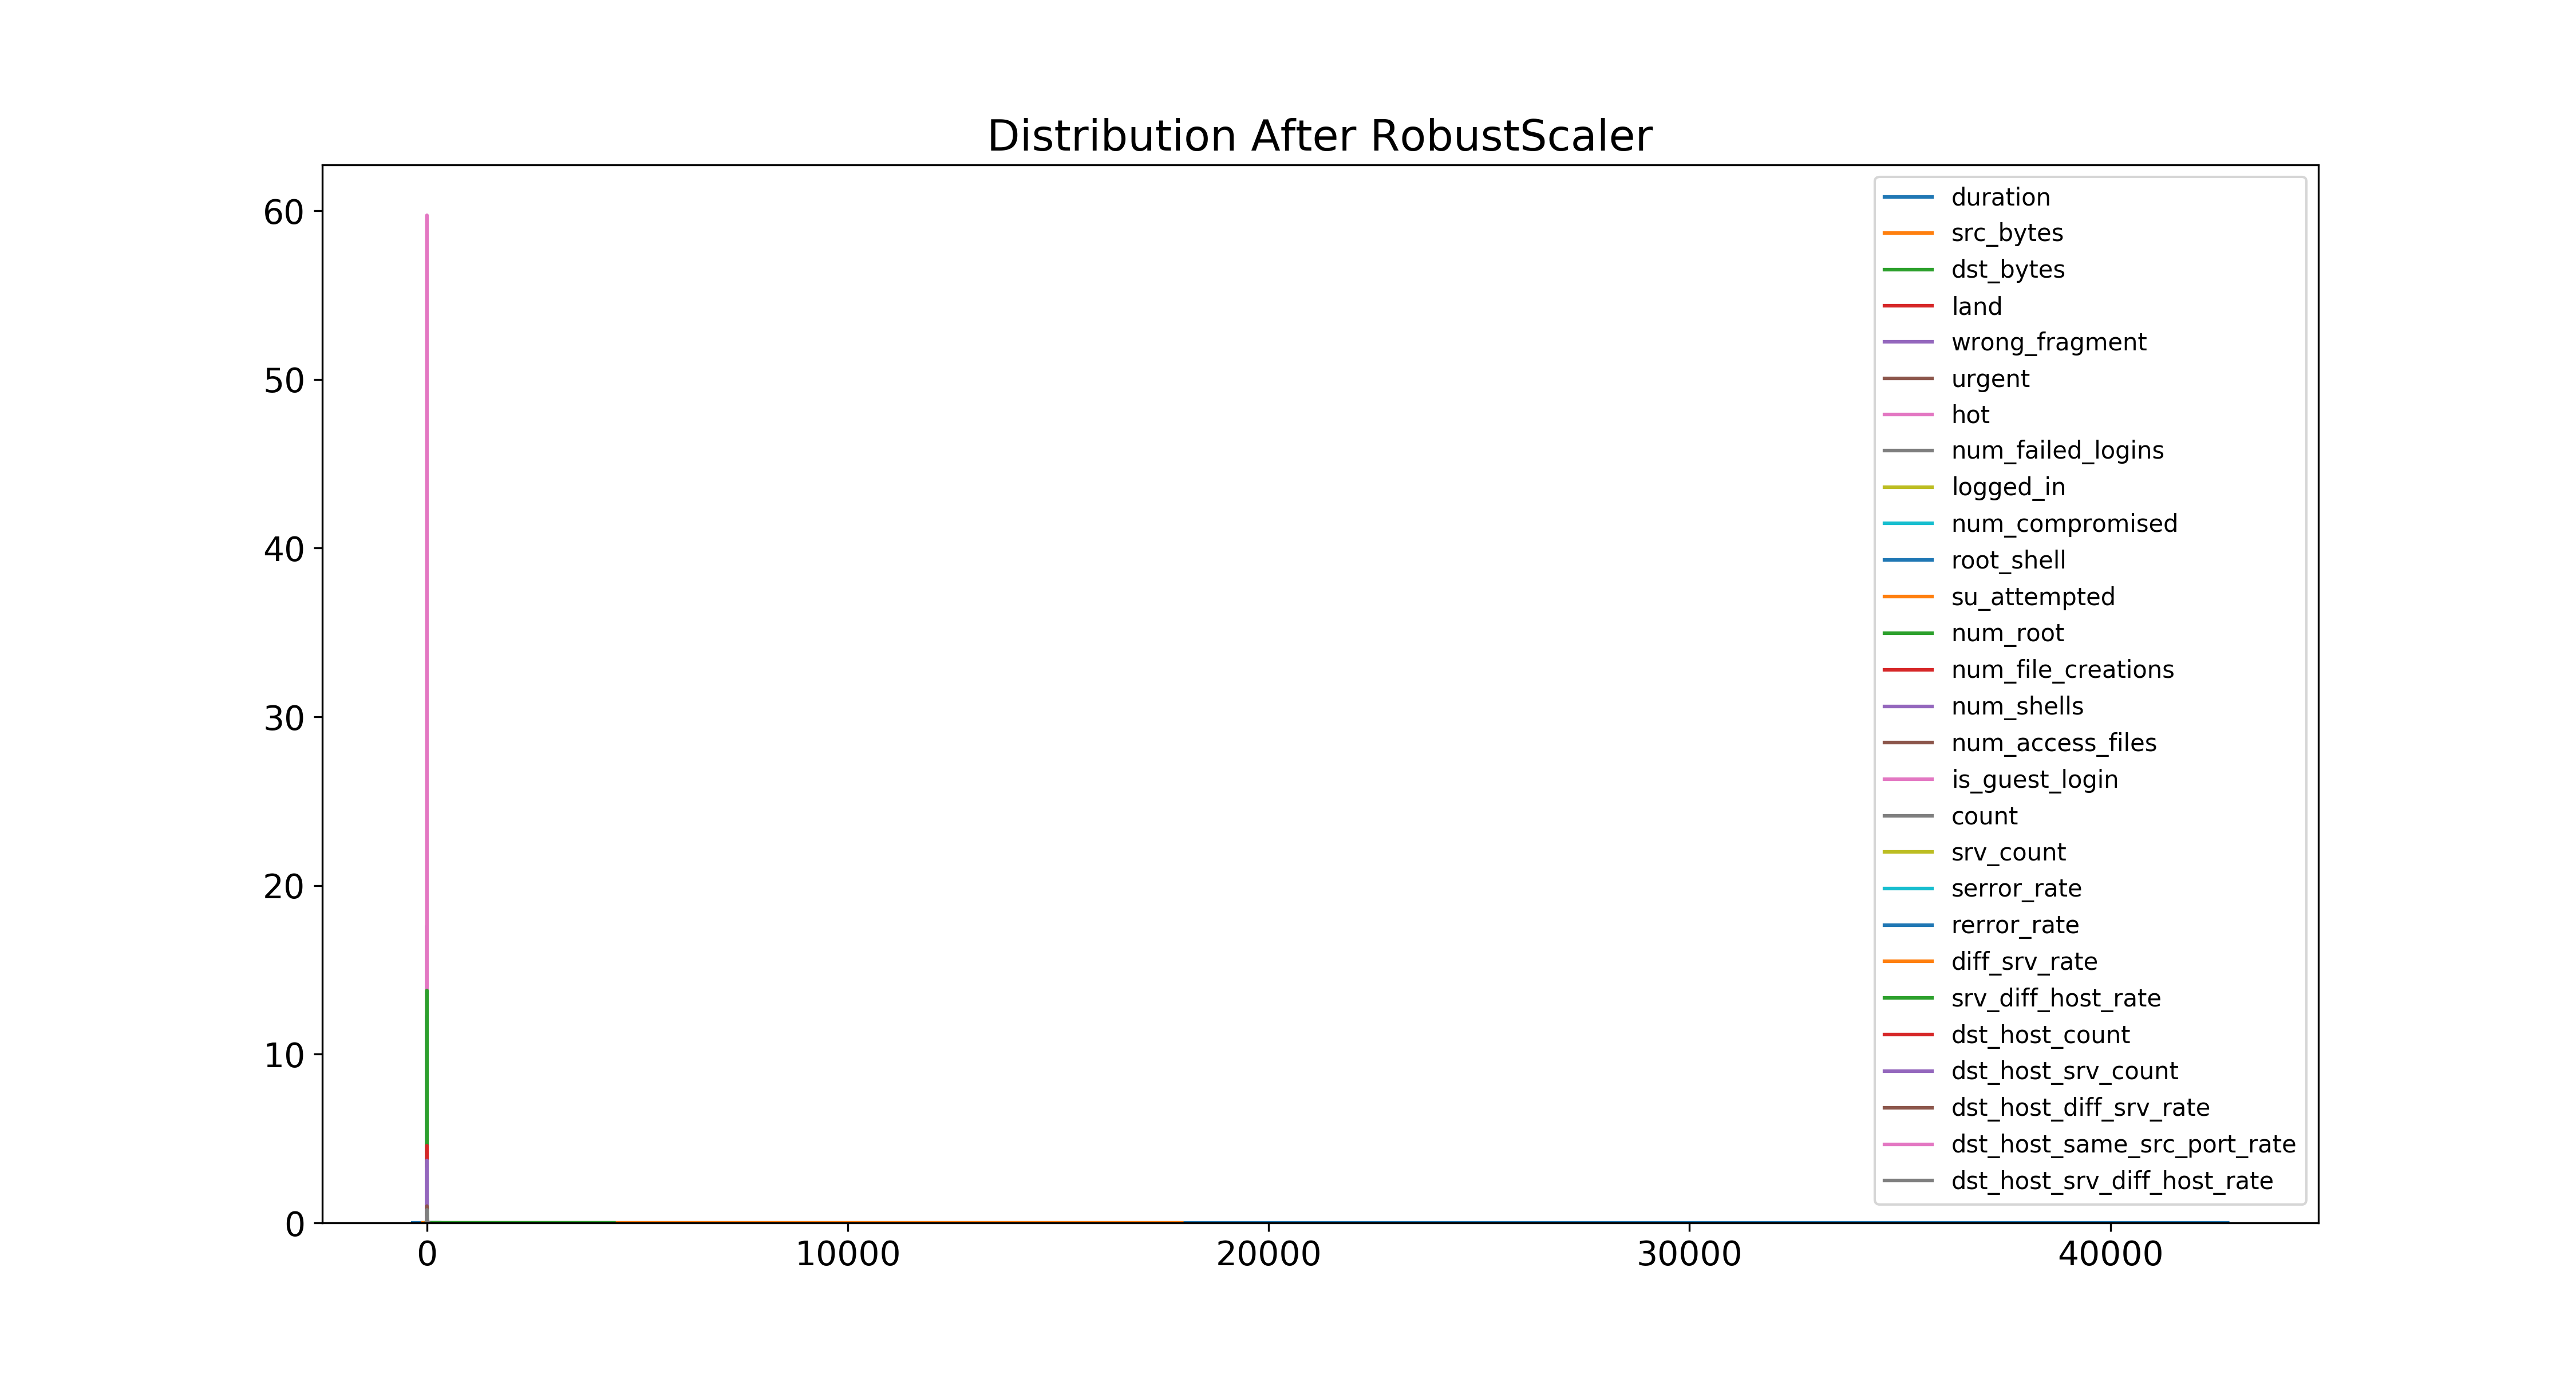 Distribution After RobustScaler
60
50
40
30
20
10
0
0 10000 20000 30000 40000
duration
src_bytes
dst_bytes
land
wrong_fragment
urgent
hot
num_failed_logins
logged_in
num_compromised
root_shell
su_attempted
num_root
num_file_creations
num_shells
num_access_files
is_guest_login
count
srv_count
serror_rate
rerror_rate
diff_srv_rate
srv_diff_host_rate
dst_host_count
dst_host_srv_count
dst_host_diff_srv_rate
dst_host_same_src_port_rate
dst_host_srv_diff_host_rate